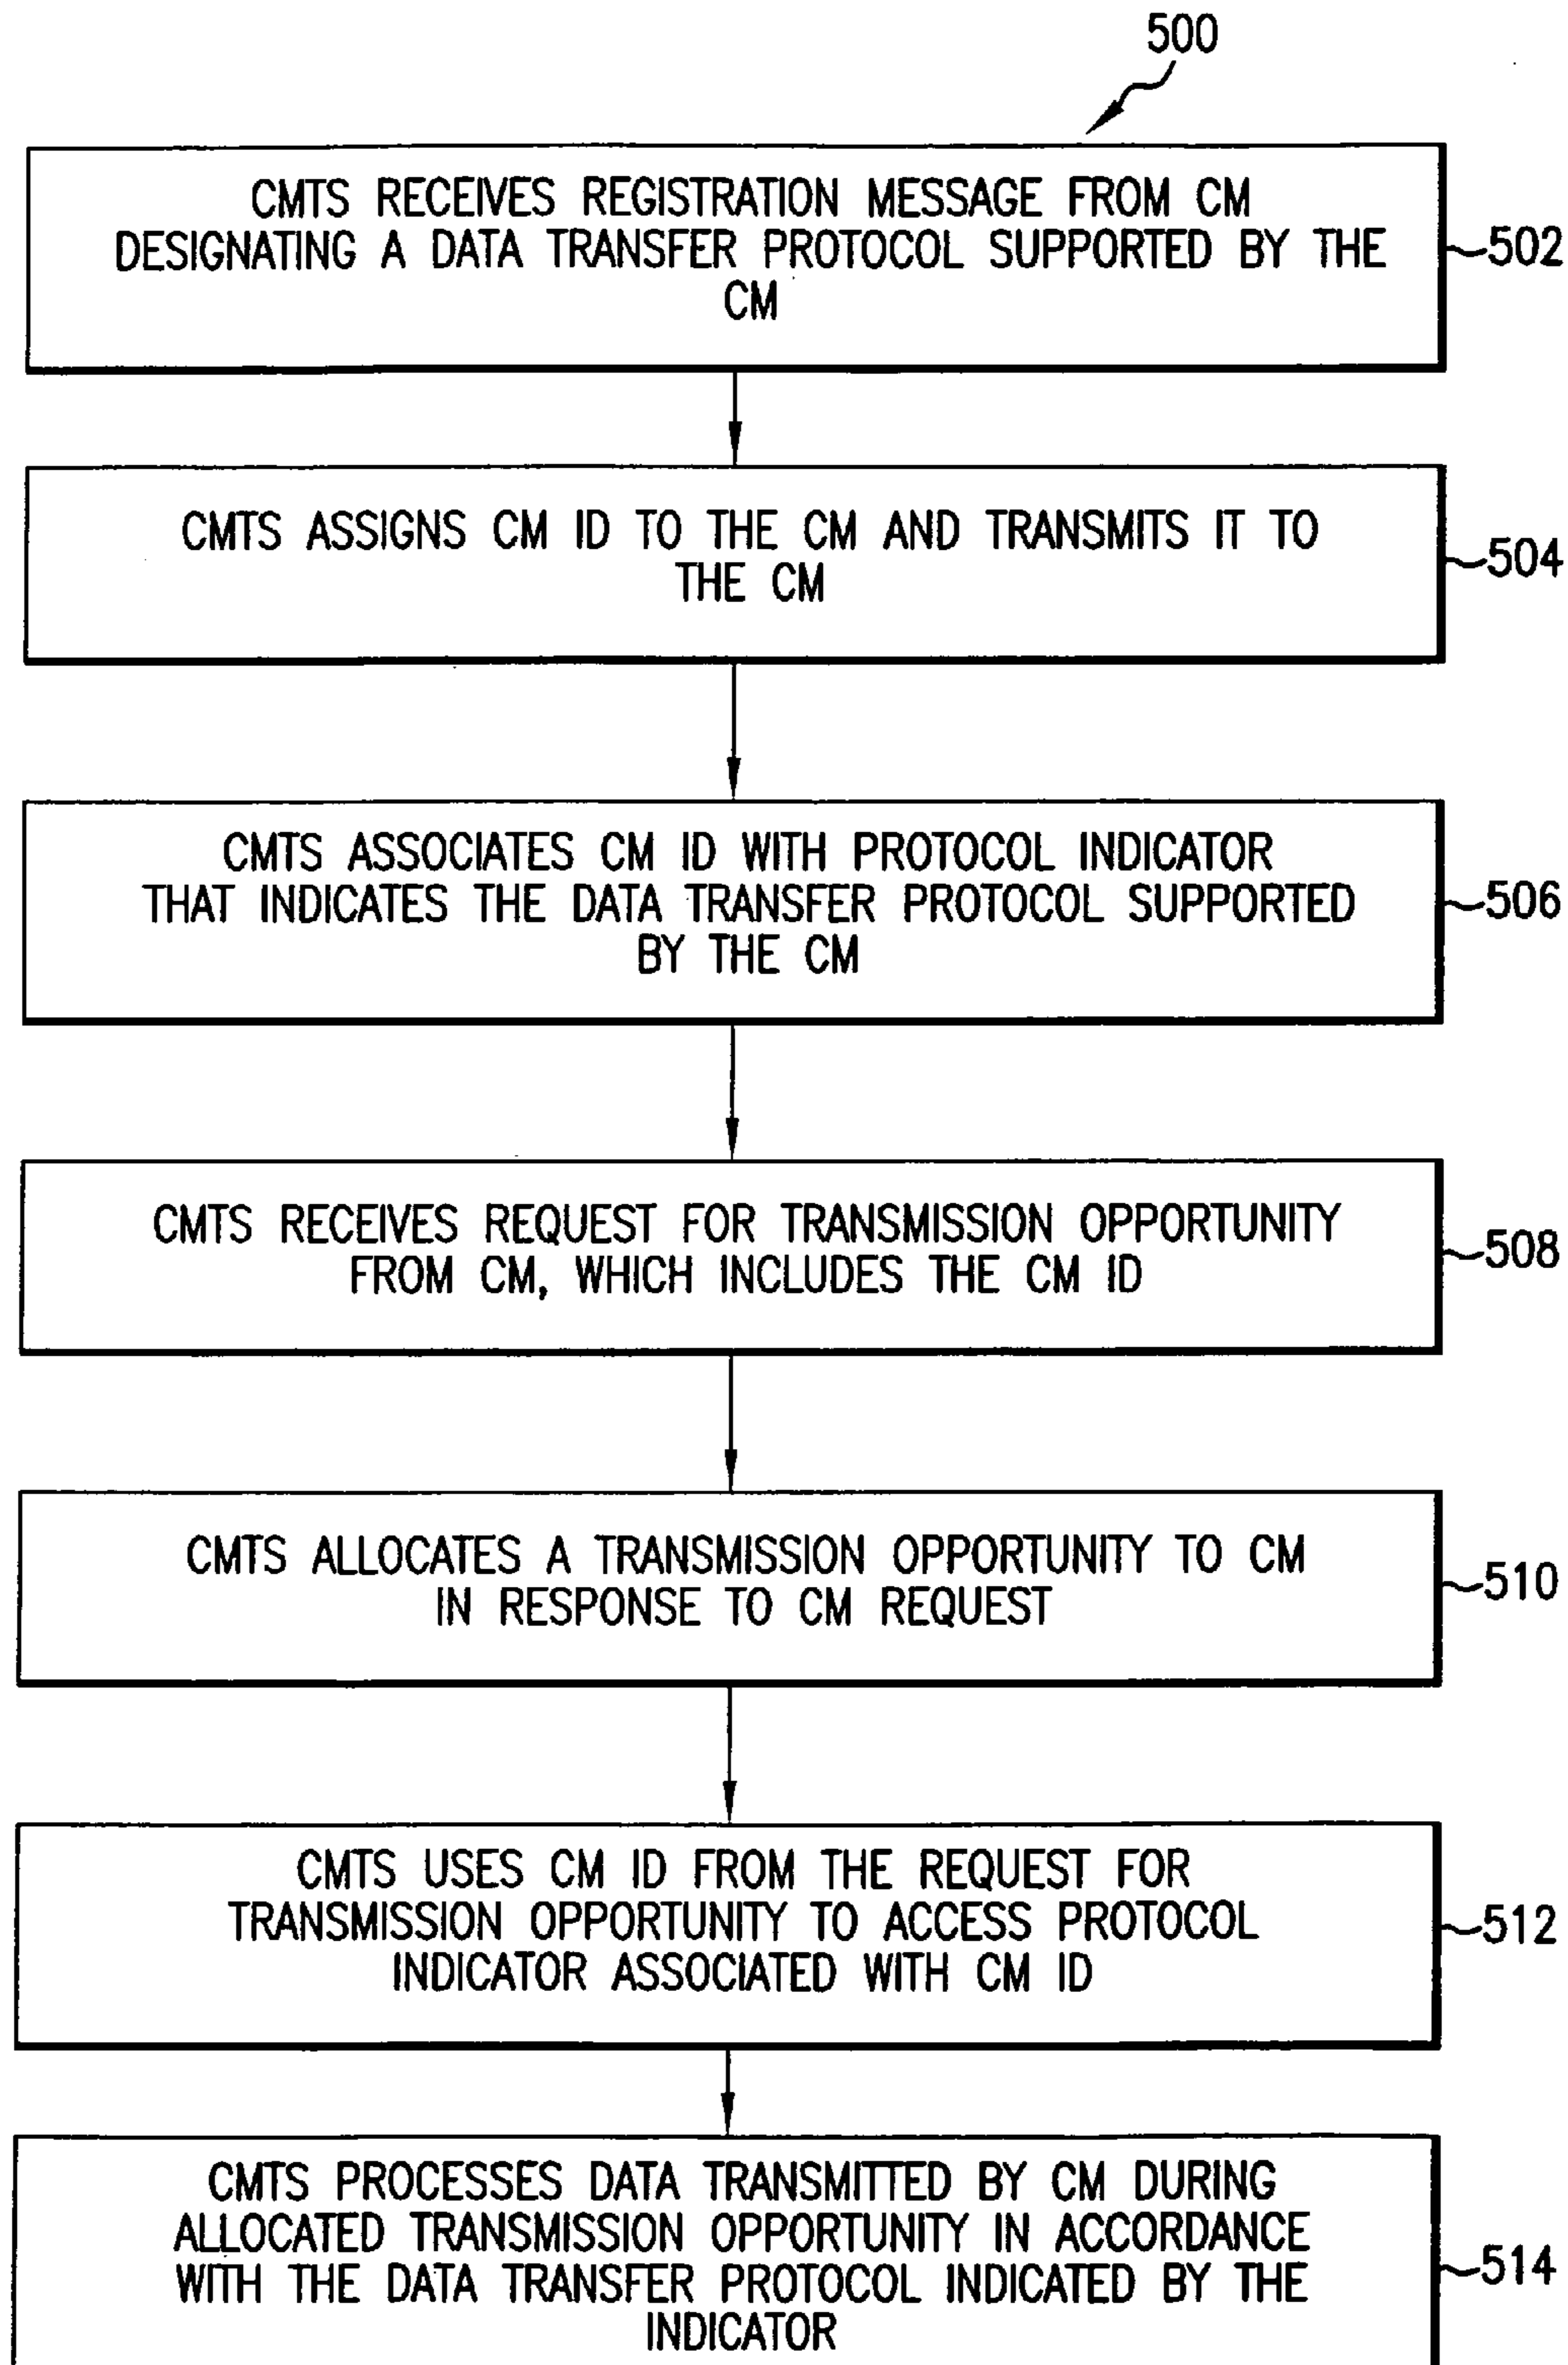 500
CMTS RECEIVES REGISTRATION MESSAGE FROM CM
DESIGNATING A DATA TRANSFER PROTOCOL SUPPORTED BY THE
CM
502
CMTS ASSIGNS CM ID TO THE CM AND TRANSMITS IT TO
THE CM
504
CMTS ASSOCIATES CM ID WITH PROTOCOL INDICATOR
THAT INDICATES THE DATA TRANSFER PROTOCOL SUPPORTED
BY THE CM
506
CMTS RECEIVES REQUEST FOR TRANSMISSION OPPORTUNITY
FROM CM, WHICH INCLUDES THE CM ID
508
CMTS ALLOCATES A TRANSMISSION OPPORTUNITY TO CM
IN RESPONSE TO CM REQUEST
510
CMTS USES CM ID FROM THE REQUEST FOR
TRANSMISSION OPPORTUNITY TO ACCESS PROTOCOL
INDICATOR ASSOCIATED WITH CM ID
512
CMTS PROCESSES DATA TRANSMITTED BY CM DURING
ALLOCATED TRANSMISSION OPPORTUNITY IN ACCORDANCE
WITH THE DATA TRANSFER PROTOCOL INDICATED BY THE
INDICATOR
514